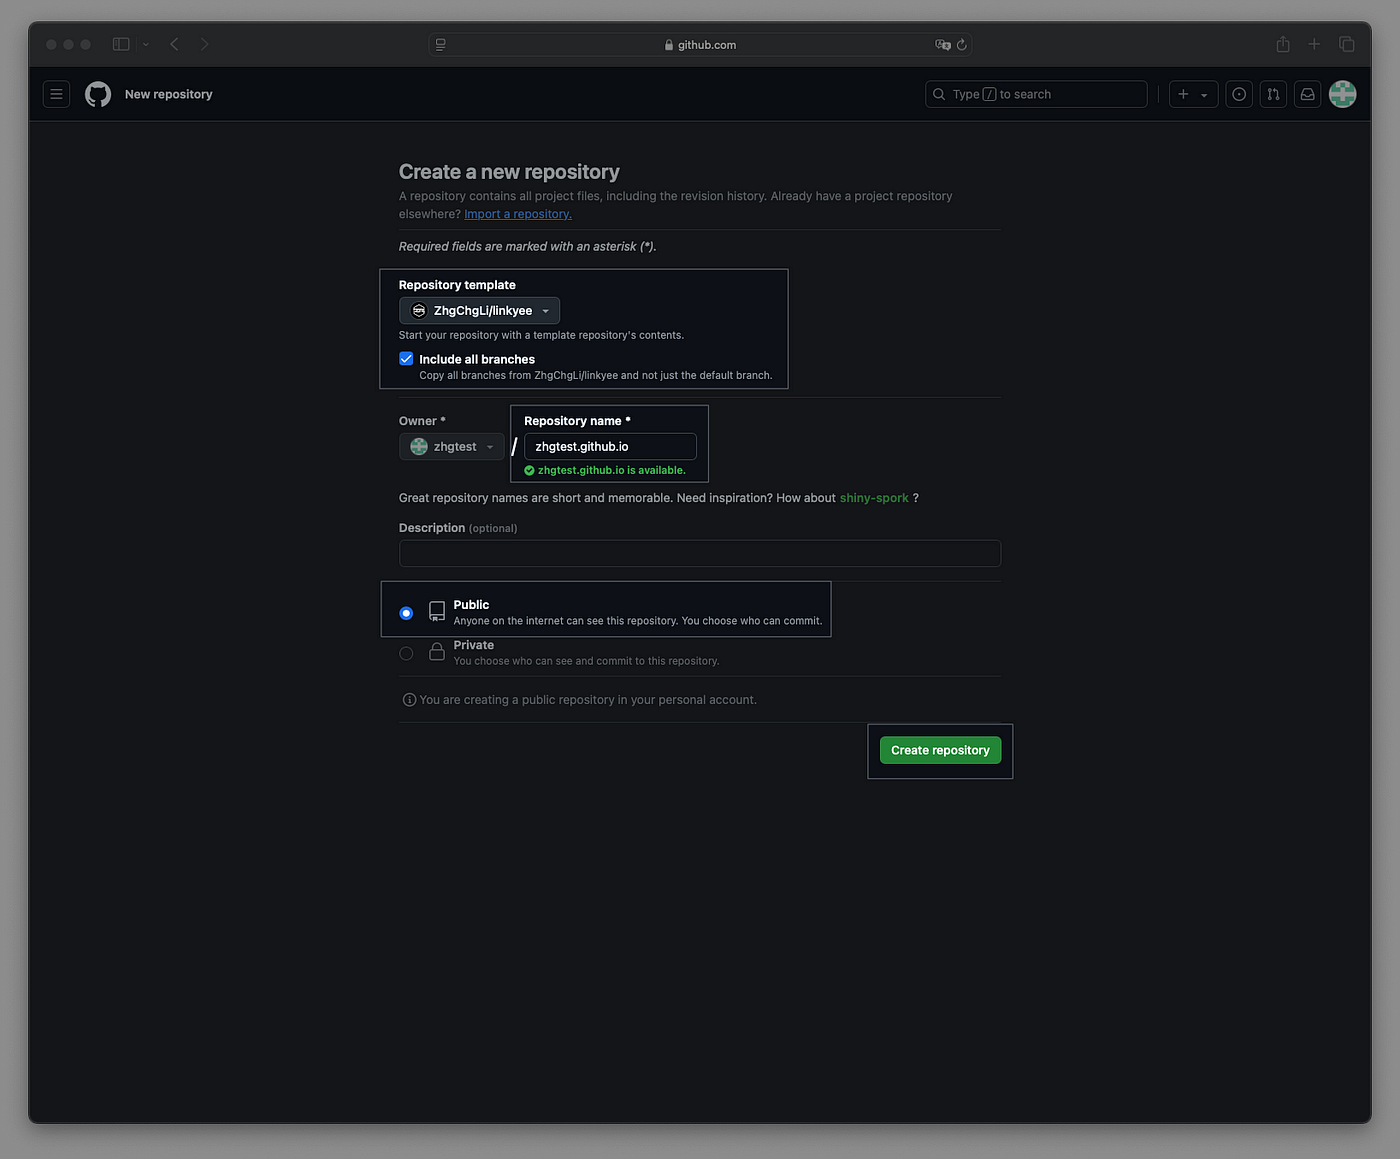 github.com
New repository
Type / to search
Create a new repository
A repository contains all project files, including the revision history. Already have a project repository
elsewhere? Import a repository.
Required fields are marked with an asterisk (*).
Repository template
ZhgChgLi/linkyee
Start your repository with a template repository's contents.
Include all branches
Copy all branches from ZhgChgLi/linkyee and not just the default branch.
Owner *
Repository name *
zhgtest
/
zhgtest.github.io
zhgtest.github.io is available.
Great repository names are short and memorable. Need inspiration? How about shiny-spork ?
Description (optional)
Public
Anyone on the internet can see this repository. You choose who can commit.
Private
You choose who can see and commit to this repository.
You are creating a public repository in your personal account.
Create repository